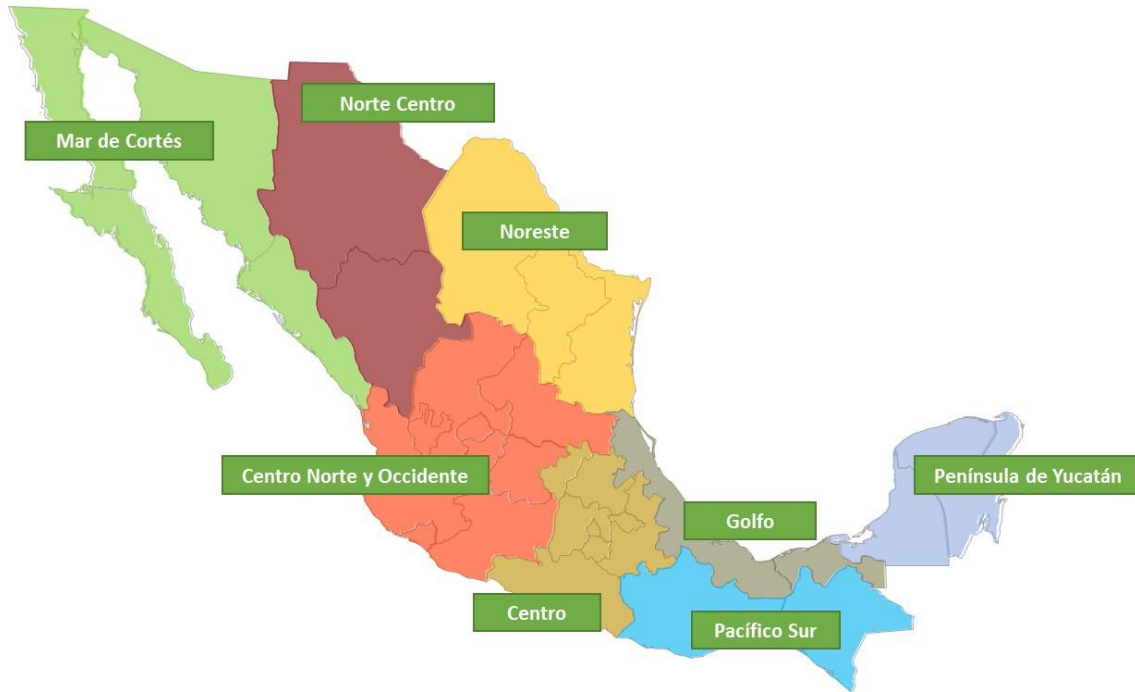 Norte Centro
Mar de Cortés
Noreste
Centro Norte y Occidente
Península de Yucatán
Golfo
Centro
Pacífico Sur